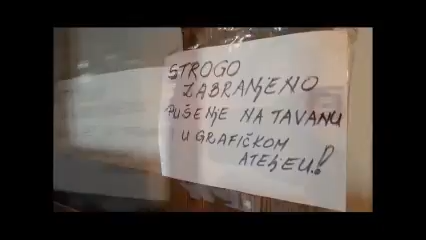 STROGO
ZABRANJENO
PUŠENJE NA TAVANU
U GRAFIČKOM
ATELJEU!